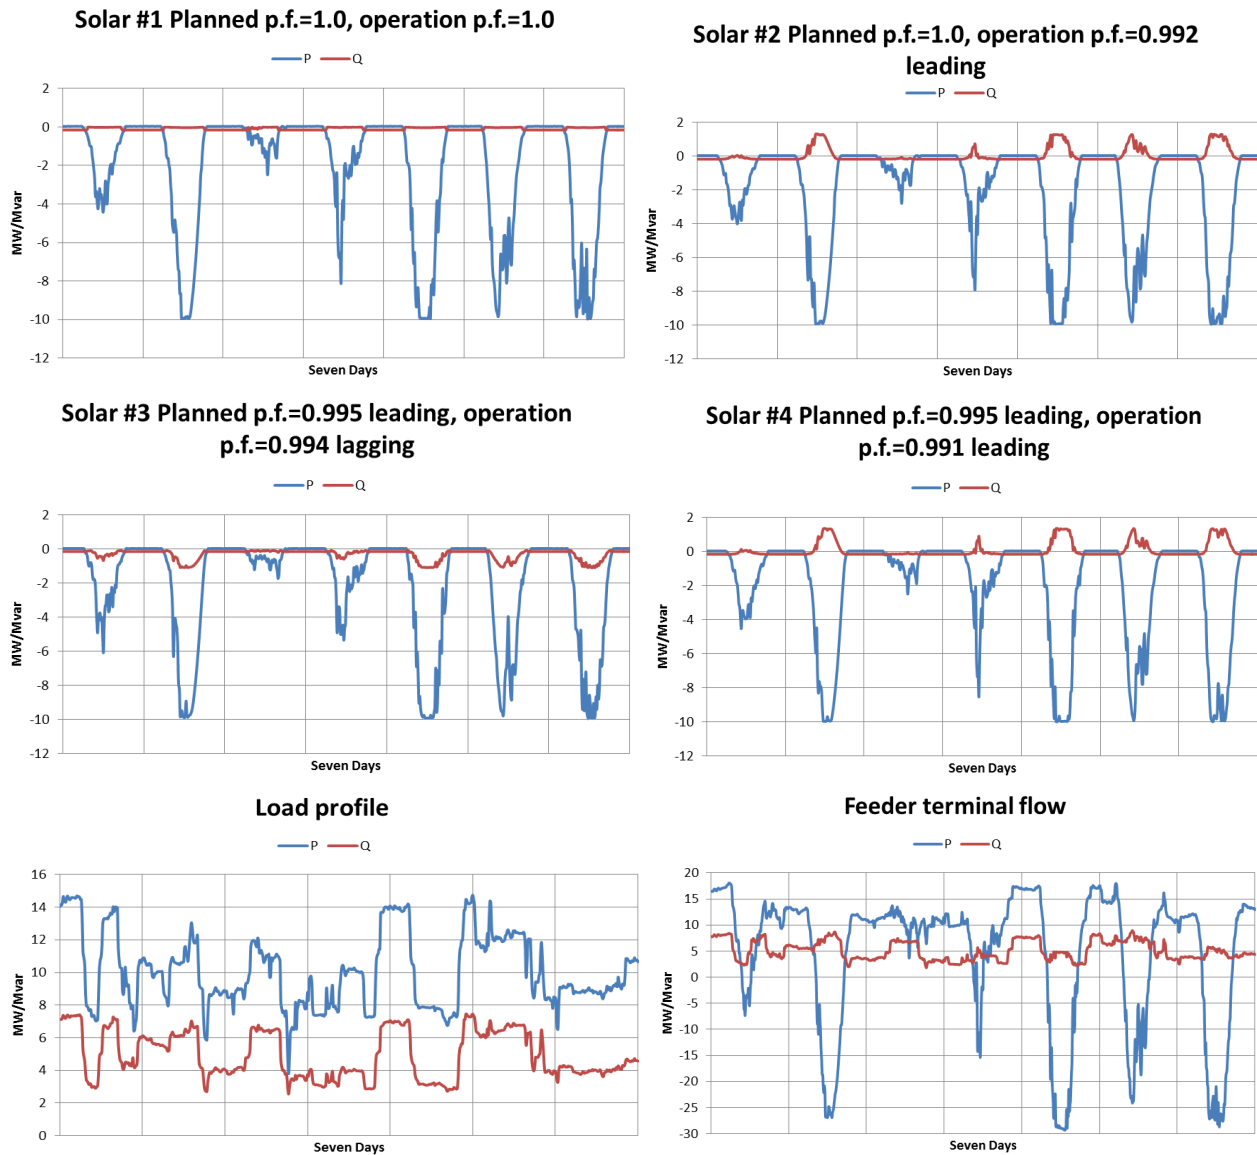 Solar #1 Planned p.f.=1.0, operation p.f.=1.0
P Q
2
0
-2
-4
-6
-8
-10
-12
MW/Mvar
Seven Days
Solar #2 Planned p.f.=1.0, operation p.f.=0.992
leading
P Q
2
0
-2
-4
-6
-8
-10
-12
MW/Mvar
Seven Days
Solar #3 Planned p.f.=0.995 leading, operation
p.f.=0.994 lagging
P Q
2
0
-2
-4
-6
-8
-10
-12
MW/Mvar
Seven Days
Solar #4 Planned p.f.=0.995 leading, operation
p.f.=0.991 leading
P Q
2
0
-2
-4
-6
-8
-10
-12
MW/Mvar
Seven Days
Load profile
P Q
16
14
12
10
8
6
4
2
0
MW/Mvar
Seven Days
Feeder terminal flow
P Q
20
15
10
5
0
-5
-10
-15
-20
-25
-30
MW/Mvar
Seven Days